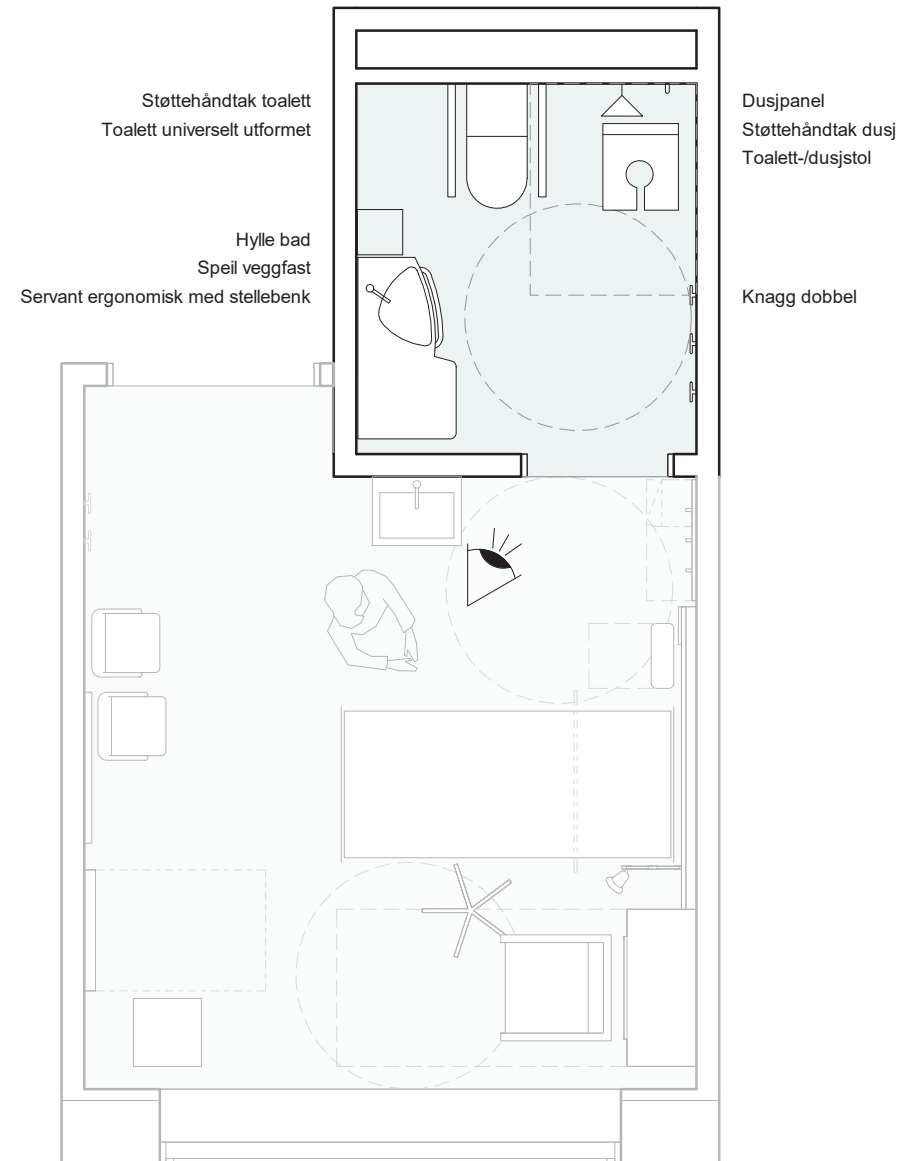 Støttehåndtak toalett
Toalett universelt utformet
Hylle bad
Speil veggfast
Servant ergonomisk med stellebenk
Dusjpanel
Støttehåndtak dusj
Toalett-/dusjstol
Knagg dobbel